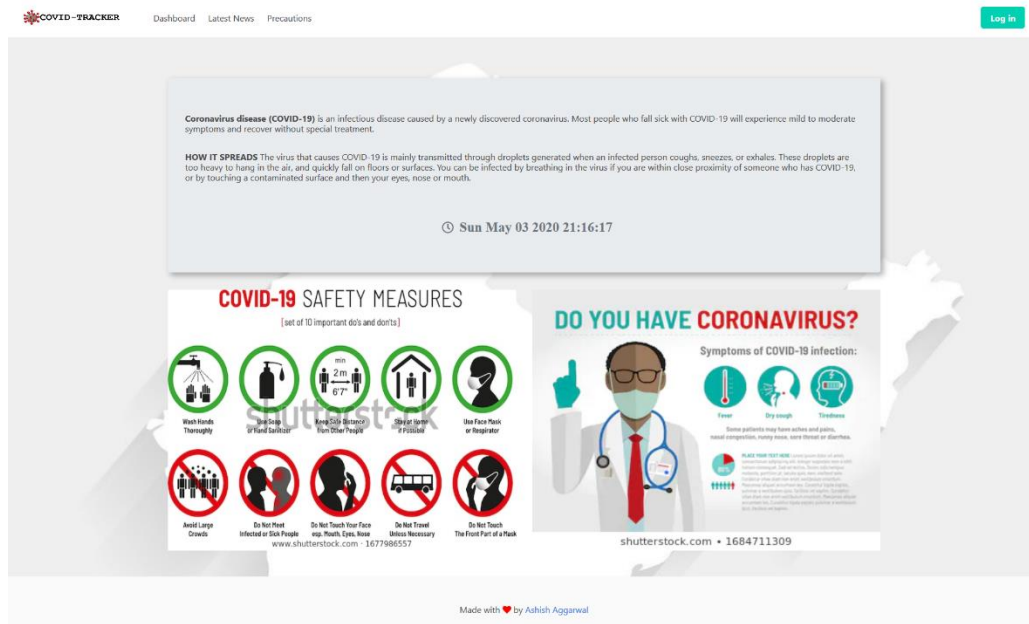 COVID-TRACKER Dashboard Latest News Precautions Log in
Coronavirus disease (COVID-19) is an infectious disease caused by a newly discovered coronavirus. Most people who fall sick with COVID-19 will experience mild to moderate
symptoms and recover without special treatment.
HOW IT SPREADS The virus that causes COVID-19 is mainly transmitted through droplets generated when an infected person coughs, sneezes, or exhales. These droplets are
too heavy to hang in the air, and quickly fall on floors or surfaces. You can be infected by breathing in the virus if you are within close proximity of someone who has COVID-19,
or by touching a contaminated surface and then your eyes, nose or mouth.
Sun May 03 2020 21:16:17
COVID-19 SAFETY MEASURES
[set of 10 important do's and don'ts]
min
2 m
6'7"
Wash Hands
Thoroughly
Use Soap
or Hand Sanitizer
Keep Safe Distance
from Other People
Stay at Home
if Possible
Use Face Mask
or Respirator
shutterstock
Avoid Large
Crowds
Do Not Meet
Infected or Sick People
Do Not Touch Your Face
esp. Mouth, Eyes, Nose
Do Not Travel
Unless Necessary
Do Not Touch
The Front Part of a Mask
www.shutterstock.com · 1677986557
DO YOU HAVE CORONAVIRUS?
Symptoms of COVID-19 infection:
Fever
Dry cough
Tiredness
Some patients may have aches and pains,
nasal congestion, runny nose, sore throat or diarrhea.
80%
PLACE YOUR TEXT HERE
shutterstock.com • 1684711309
Made with ❤ by Ashish Aggarwal